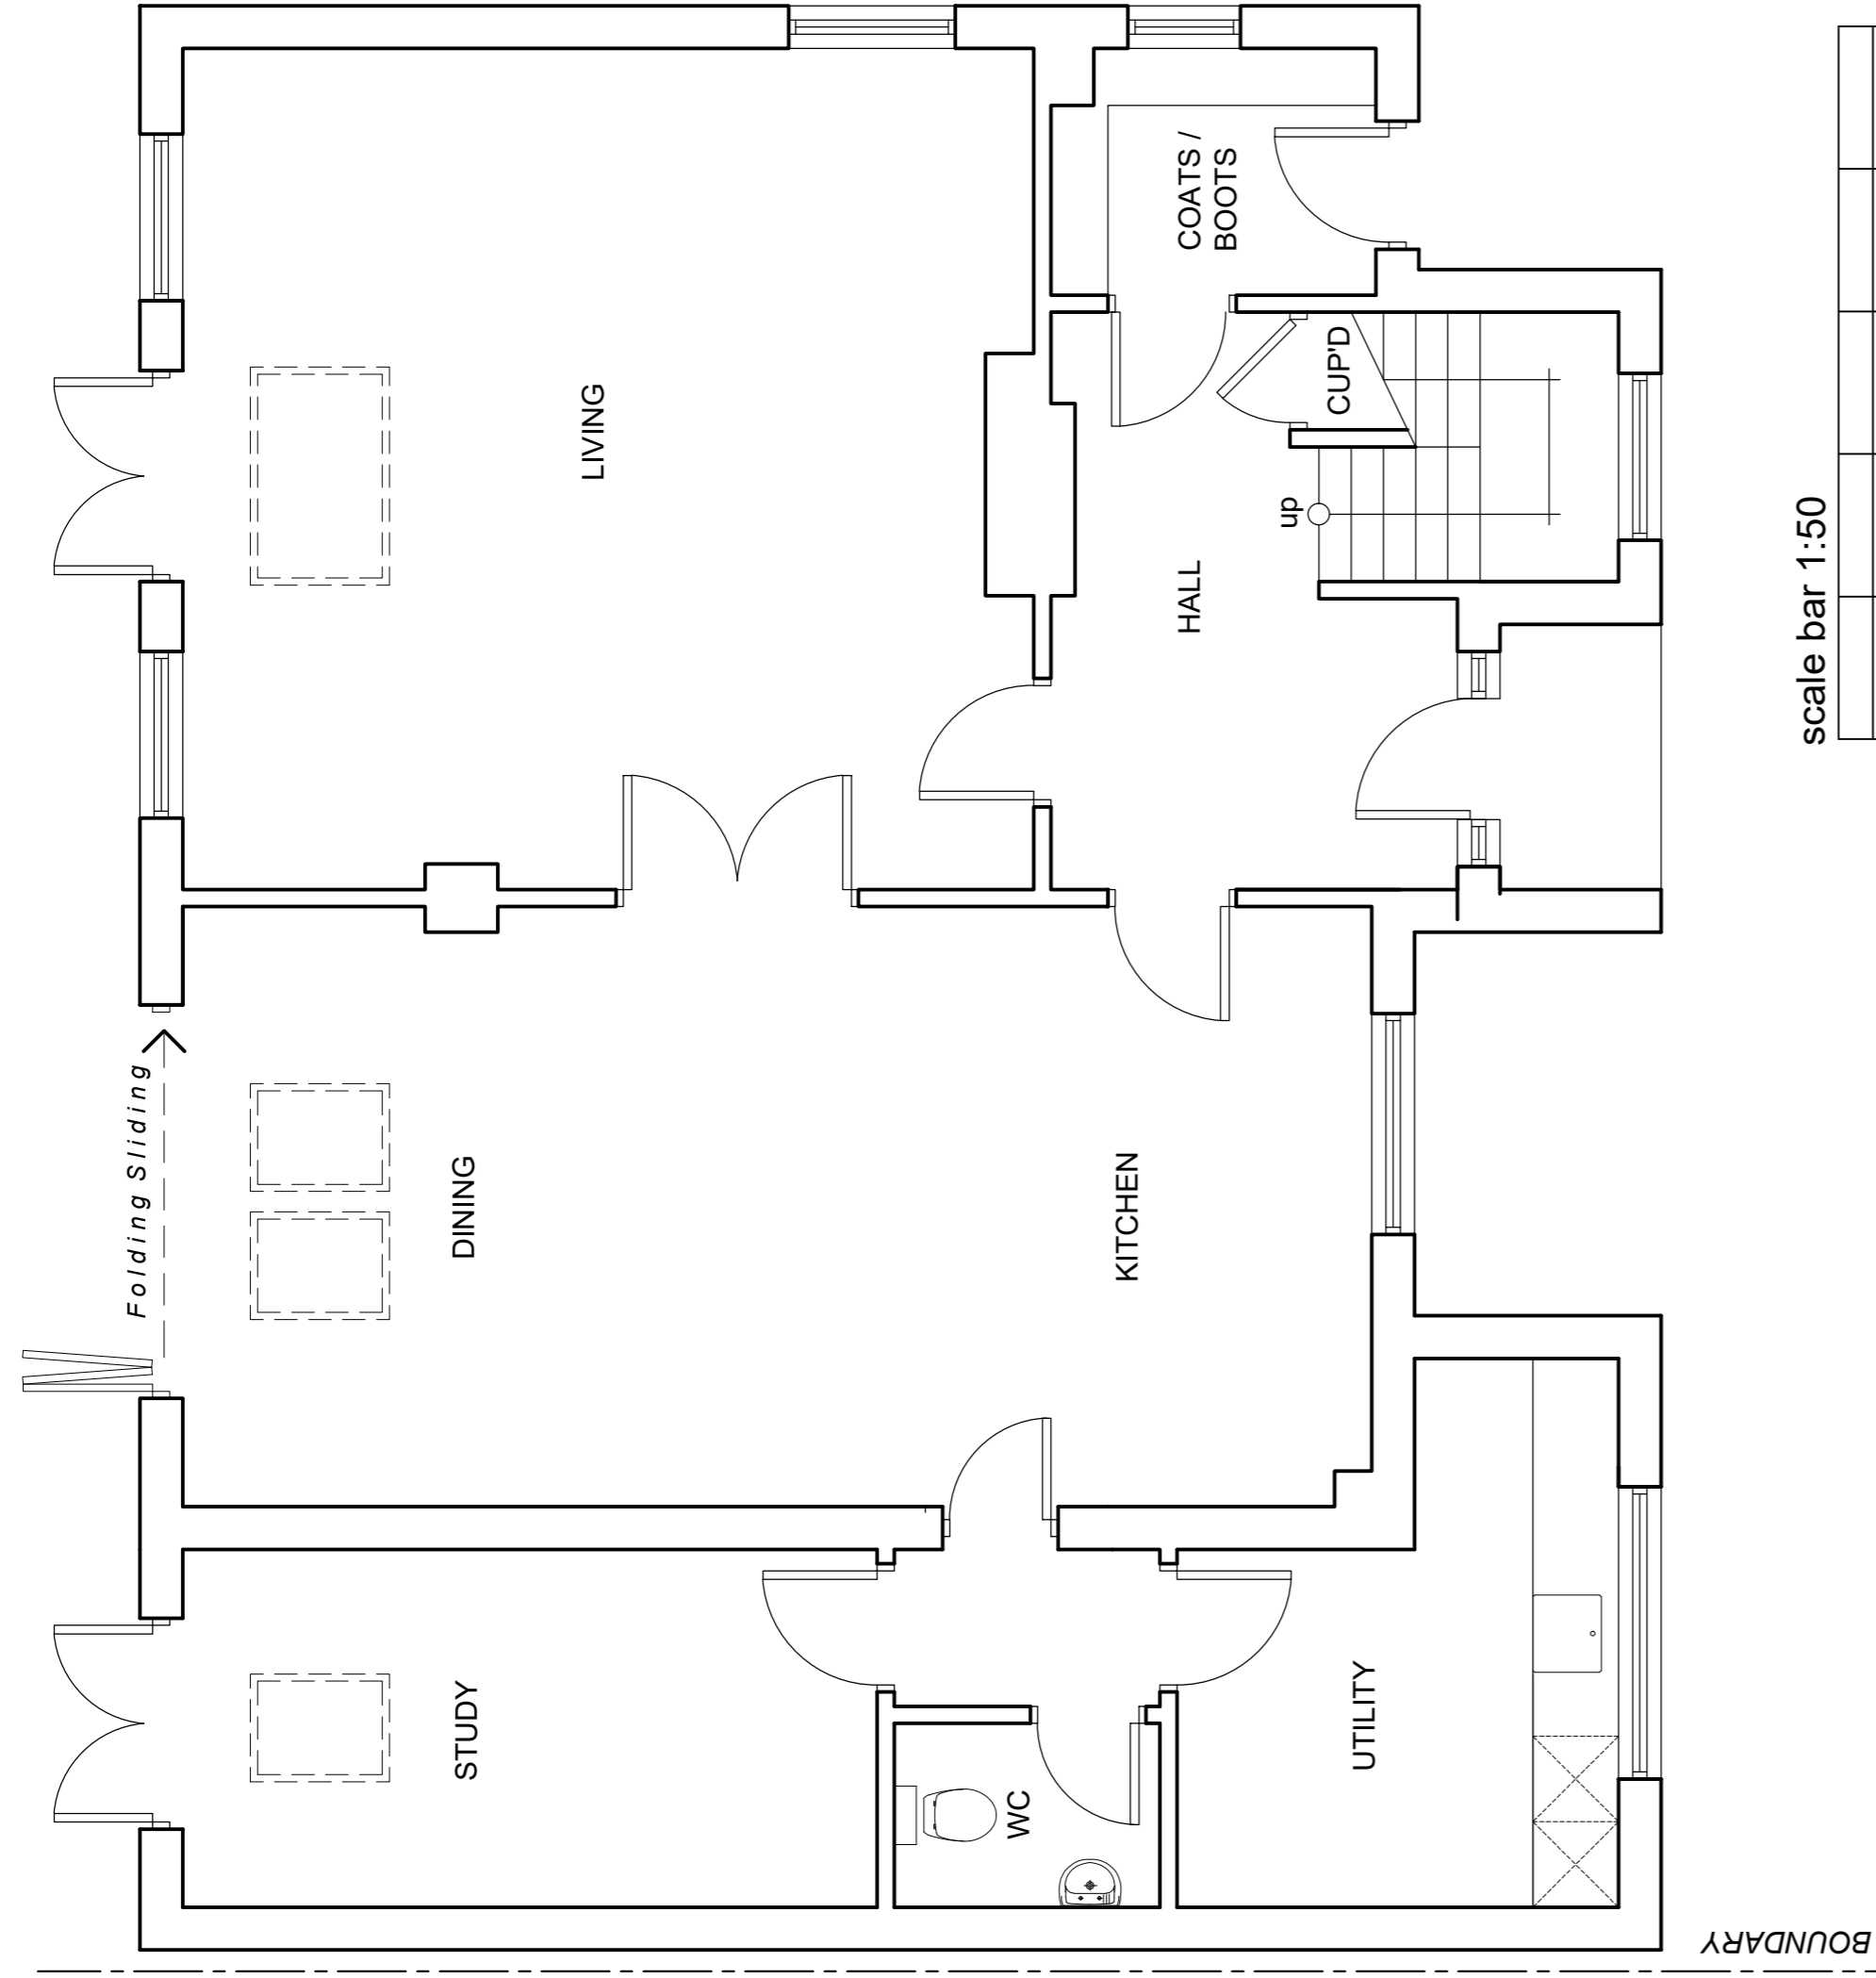 LIVING
COATS /
BOOTS
CUP'D
up
HALL
scale bar 1:50
Folding Sliding
DINING
KITCHEN
STUDY
WC
UTILITY
BOUNDARY